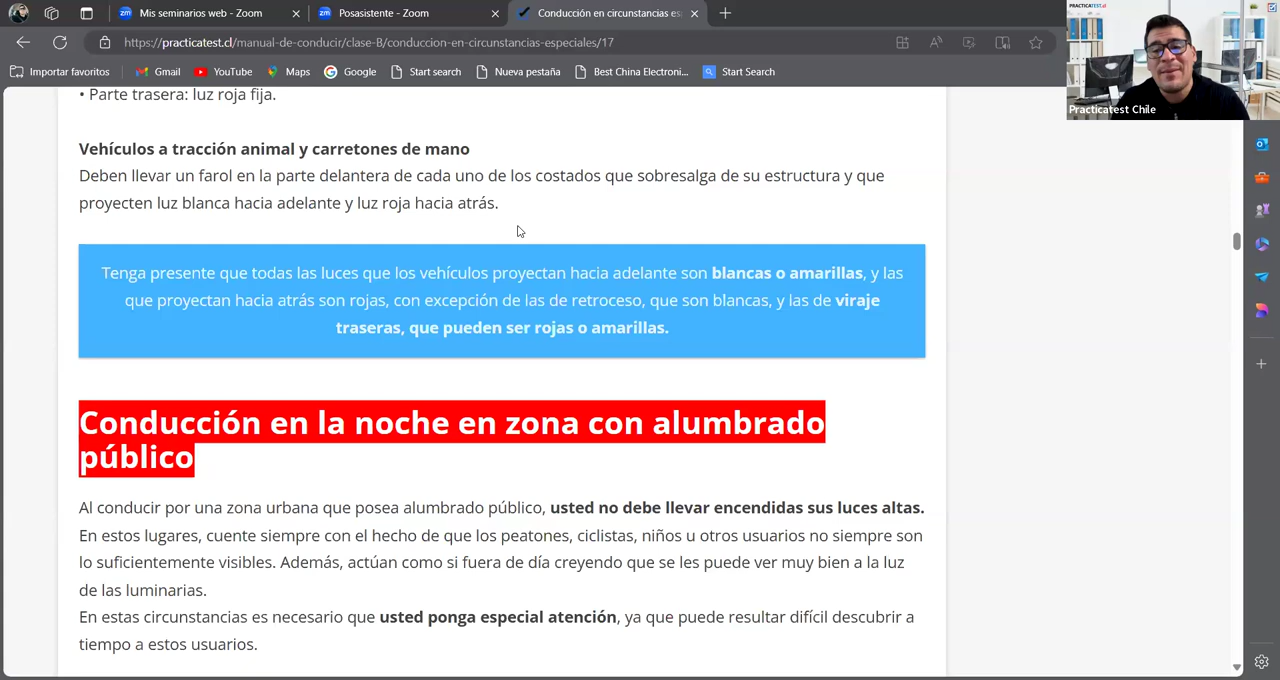 Mis seminarios web - Zoom
Posasistente - Zoom
Conducción en circunstancias es
https://practicatest.cl/manual-de-conducir/clase-B/conduccion-en-circunstancias-especiales/17
Importar favoritos
Gmail
YouTube
Maps
Google
Start search
Nueva pestaña
Best China Electroni...
Start Search
PRACTICATEST.cl
Practicatest Chile
• Parte trasera: luz roja fija.
Vehículos a tracción animal y carretones de mano
Deben llevar un farol en la parte delantera de cada uno de los costados que sobresalga de su estructura y que
proyecten luz blanca hacia adelante y luz roja hacia atrás.
Tenga presente que todas las luces que los vehículos proyectan hacia adelante son blancas o amarillas, y las
que proyectan hacia atrás son rojas, con excepción de las de retroceso, que son blancas, y las de viraje
traseras, que pueden ser rojas o amarillas.
Conducción en la noche en zona con alumbrado
público
Al conducir por una zona urbana que posea alumbrado público, usted no debe llevar encendidas sus luces altas.
En estos lugares, cuente siempre con el hecho de que los peatones, ciclistas, niños u otros usuarios no siempre son
lo suficientemente visibles. Además, actúan como si fuera de día creyendo que se les puede ver muy bien a la luz
de las luminarias.
En estas circunstancias es necesario que usted ponga especial atención, ya que puede resultar difícil descubrir a
tiempo a estos usuarios.